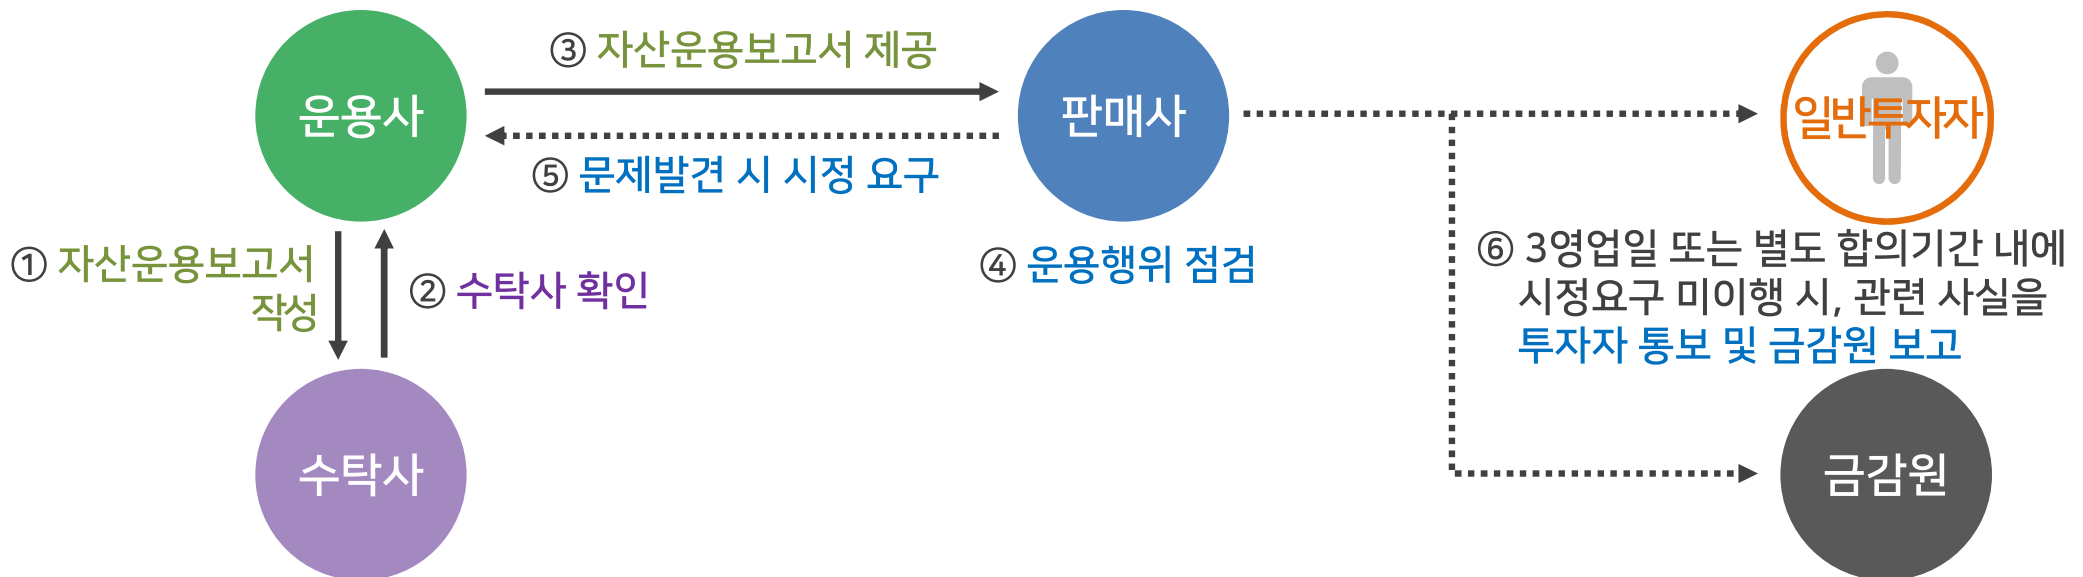 ③ 자산운용보고서 제공
운용사
판매사
일반투자자
⑤ 문제발견 시 시정 요구
① 자산운용보고서
작성
② 수탁사 확인
④ 운용행위 점검
⑥ 3영업일 또는 별도 합의기간 내에
시정요구 미이행 시, 관련 사실을
투자자 통보 및 금감원 보고
수탁사
금감원